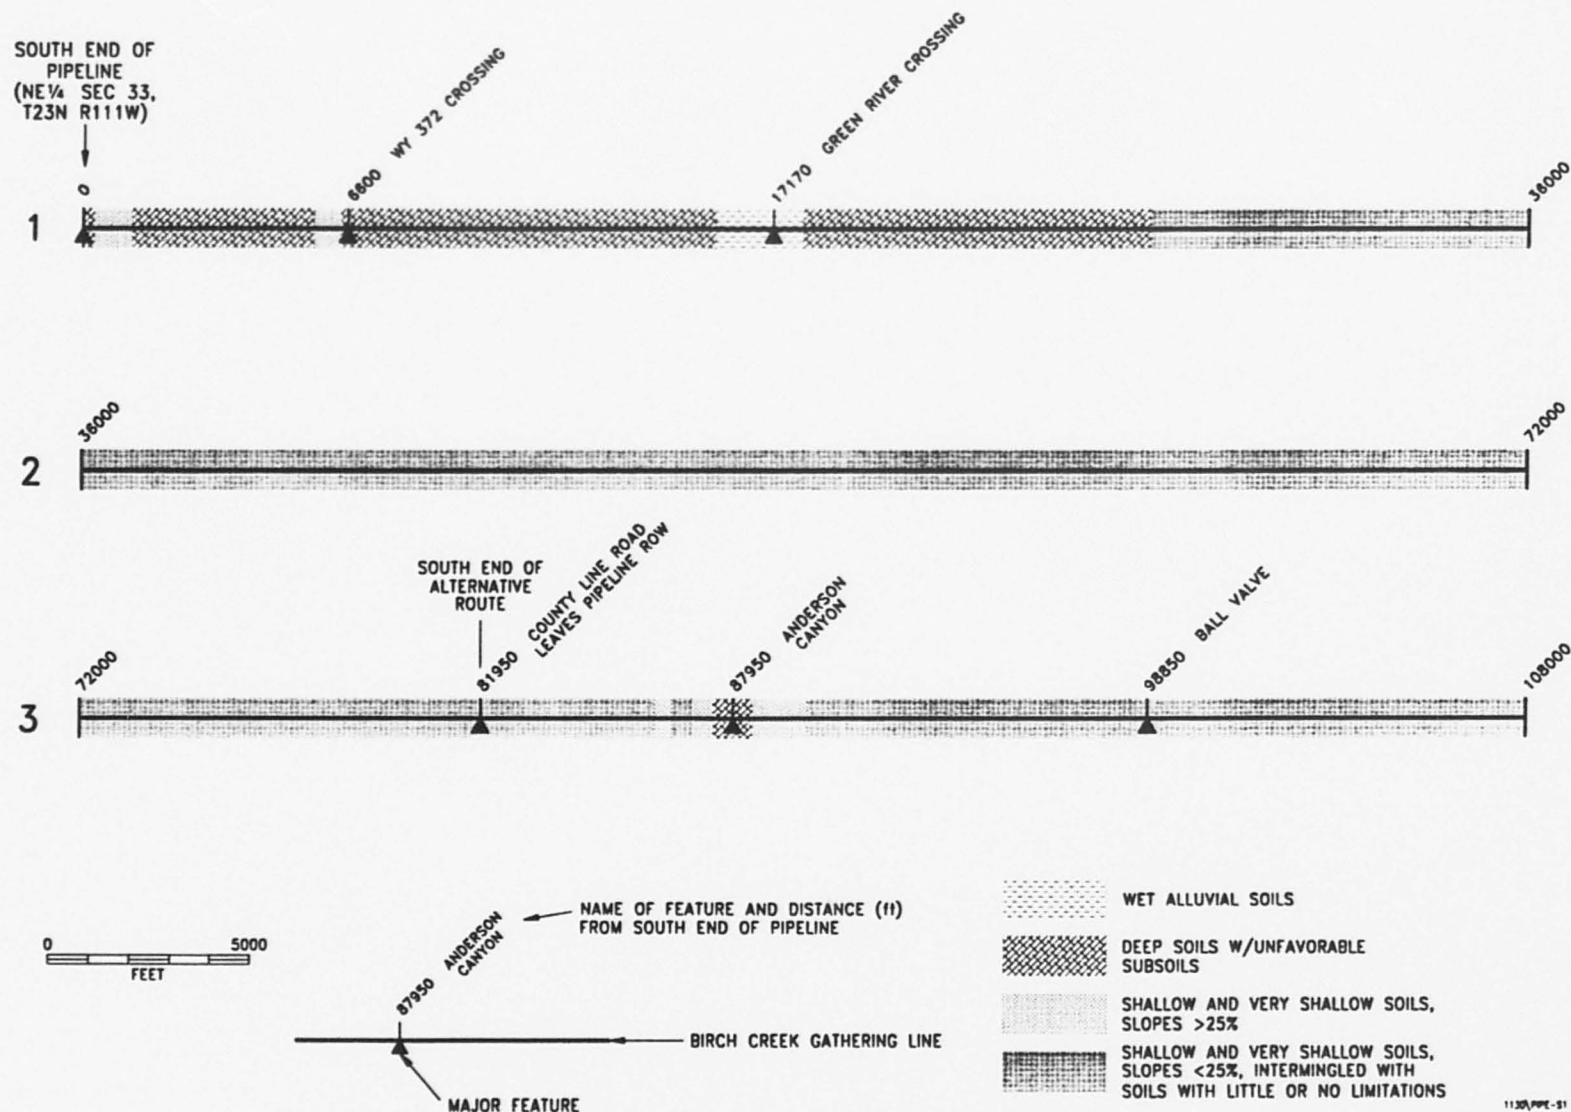 SOUTH END OF
PIPELINE
(NE¼ SEC 33,
T23N R111W)
0
6600 WY 372 CROSSING
17170 GREEN RIVER CROSSING
36000
1
36000
72000
2
SOUTH END OF
ALTERNATIVE
ROUTE
72000
81950 COUNTY LINE ROAD
LEAVES PIPELINE ROW
87950 ANDERSON
CANYON
98850 BALL VALVE
108000
3
0 5000
FEET
87950 ANDERSON
CANYON
NAME OF FEATURE AND DISTANCE (ft)
FROM SOUTH END OF PIPELINE
BIRCH CREEK GATHERING LINE
MAJOR FEATURE
WET ALLUVIAL SOILS
DEEP SOILS W/UNFAVORABLE
SUBSOILS
SHALLOW AND VERY SHALLOW SOILS,
SLOPES >25%
SHALLOW AND VERY SHALLOW SOILS,
SLOPES <25%, INTERMINGLED WITH
SOILS WITH LITTLE OR NO LIMITATIONS